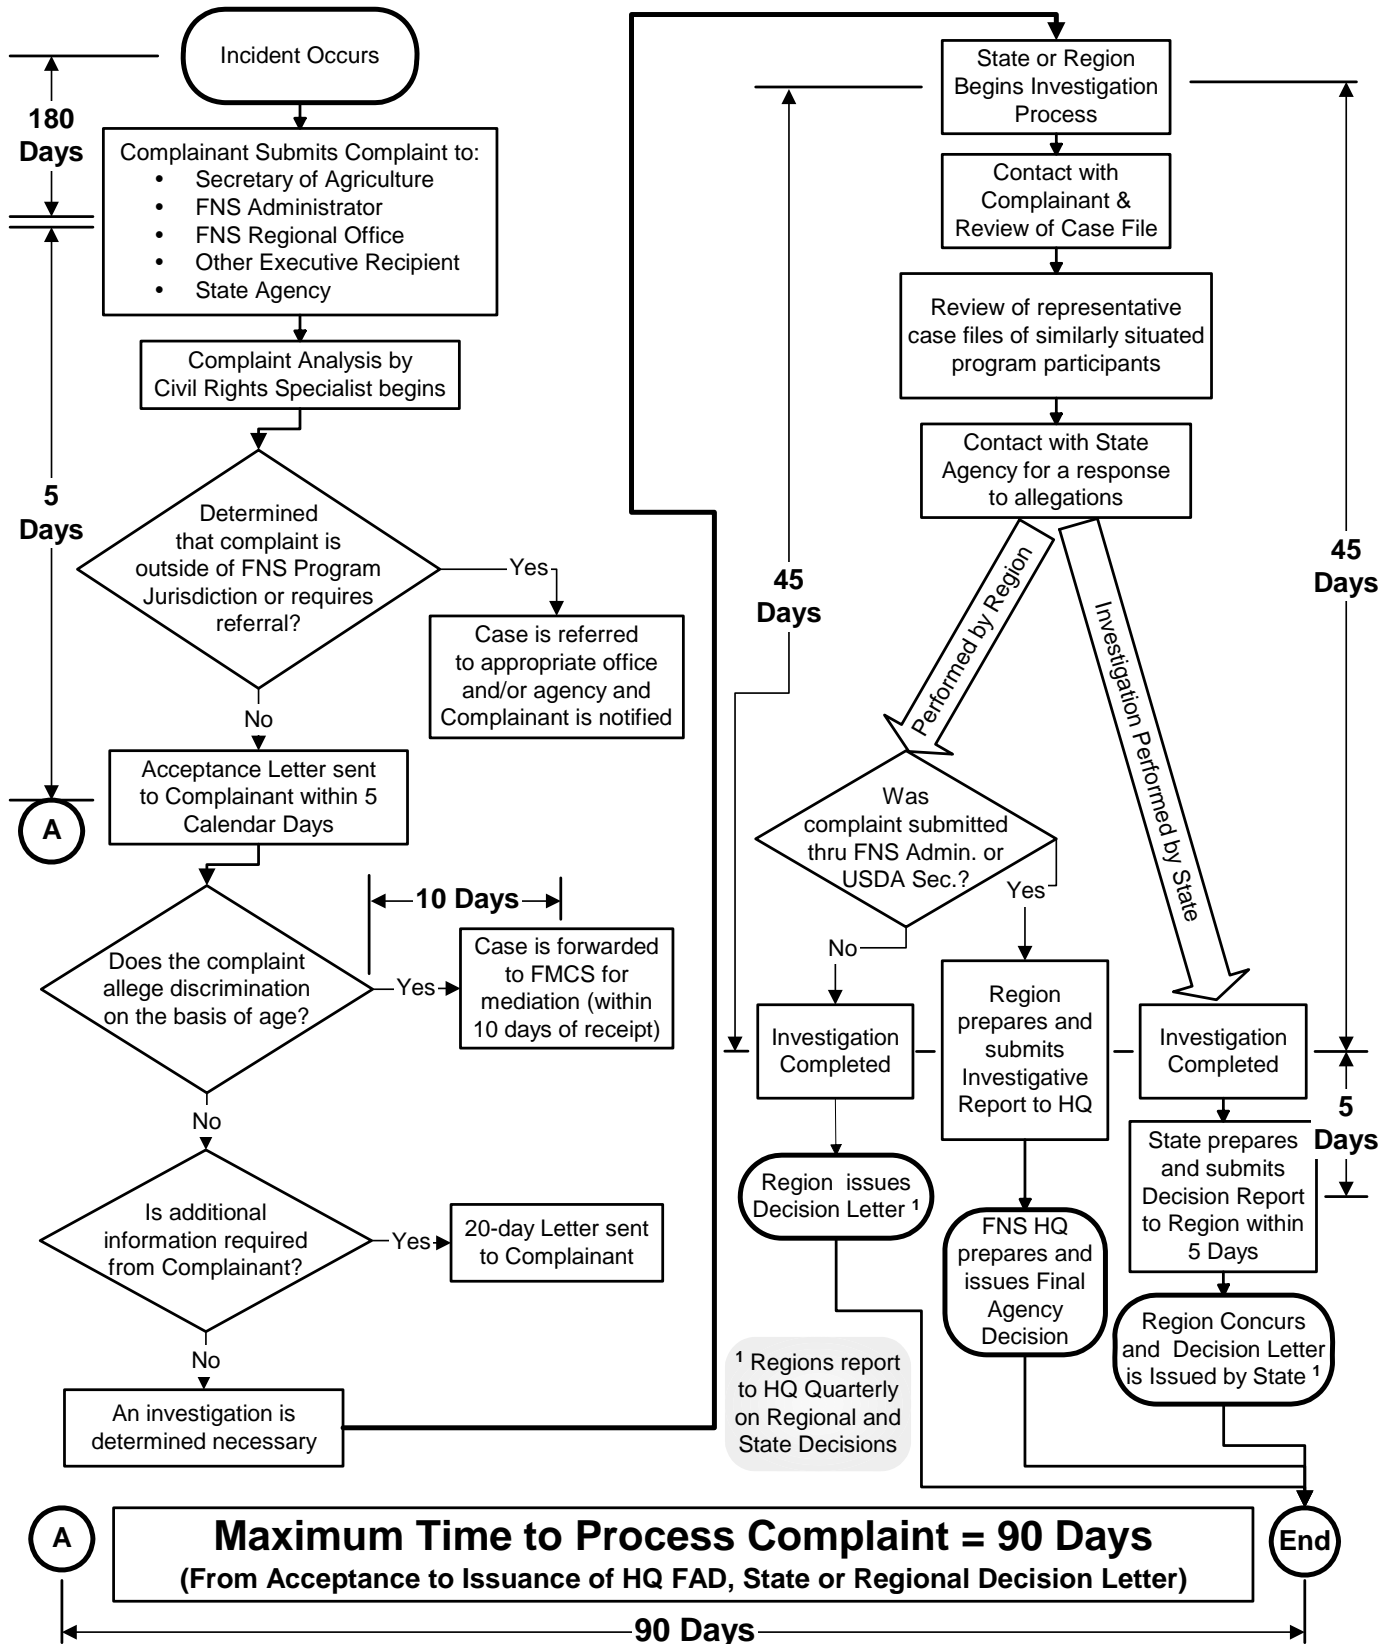 Incident Occurs
180
Days
Complainant Submits Complaint to:
• Secretary of Agriculture
• FNS Administrator
• FNS Regional Office
• Other Executive Recipient
• State Agency
Complaint Analysis by
Civil Rights Specialist begins
5
Days
Determined
that complaint is
outside of FNS Program
Jurisdiction or requires
referral?
Yes
Case is referred
to appropriate office
and/or agency and
Complainant is notified
No
Acceptance Letter sent
to Complainant within 5
Calendar Days
A
Does the complaint
allege discrimination
on the basis of age?
10 Days
Yes
Case is forwarded
to FMCS for
mediation (within
10 days of receipt)
No
Is additional
information required
from Complainant?
Yes
20-day Letter sent
to Complainant
No
An investigation is
determined necessary
State or Region
Begins Investigation
Process
Contact with
Complainant &
Review of Case File
Review of representative
case files of similarly situated
program participants
Contact with State
Agency for a response
to allegations
45
Days
45
Days
Performed by Region
Investigation Performed by State
Was
complaint submitted
thru FNS Admin. or
USDA Sec.?
Yes
No
Investigation
Completed
Region
prepares and
submits
Investigative
Report to HQ
Investigation
Completed
5
Days
Region issues
Decision Letter ¹
FNS HQ
prepares and
issues Final
Agency
Decision
State prepares
and submits
Decision Report
to Region within
5 Days
Region Concurs
and Decision Letter
is Issued by State ¹
¹ Regions report
to HQ Quarterly
on Regional and
State Decisions
A
Maximum Time to Process Complaint = 90 Days
(From Acceptance to Issuance of HQ FAD, State or Regional Decision Letter)
End
90 Days